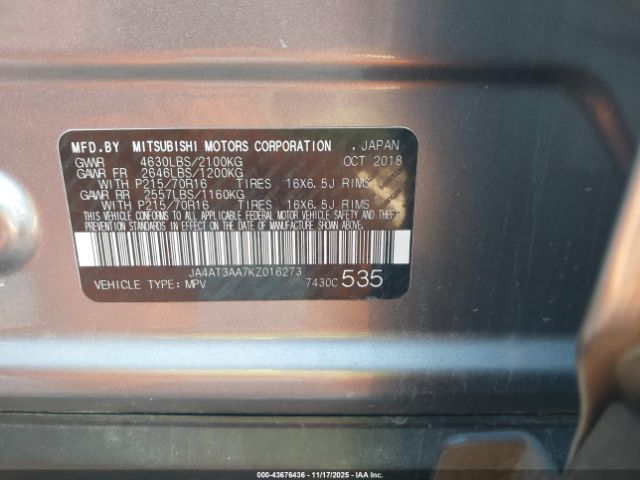 MFD.BY MITSUBISHI MOTORS CORPORATION , JAPAN
GVWR 4630LBS/2100KG OCT 2018
GAWR FR 2646LBS/1200KG
WITH P215/70R16 TIRES 16X6.5J RIMS
GAWR RR 2557LBS/1160KG
WITH P215/70R16 TIRES 16X6.5J RIMS
THIS VEHICLE CONFORMS TO ALL APPLICABLE FEDERAL MOTOR VEHICLE SAFETY AND
THEFT PREVENTION STANDARDS IN EFFECT ON THE DATE OF MANUFACTURE SHOWN ABOVE.
JA4AT3AA7KZ016273
VEHICLE TYPE: MPV 7430C 535
00-43676436 - 11/17/2025 - IAAI, Inc.